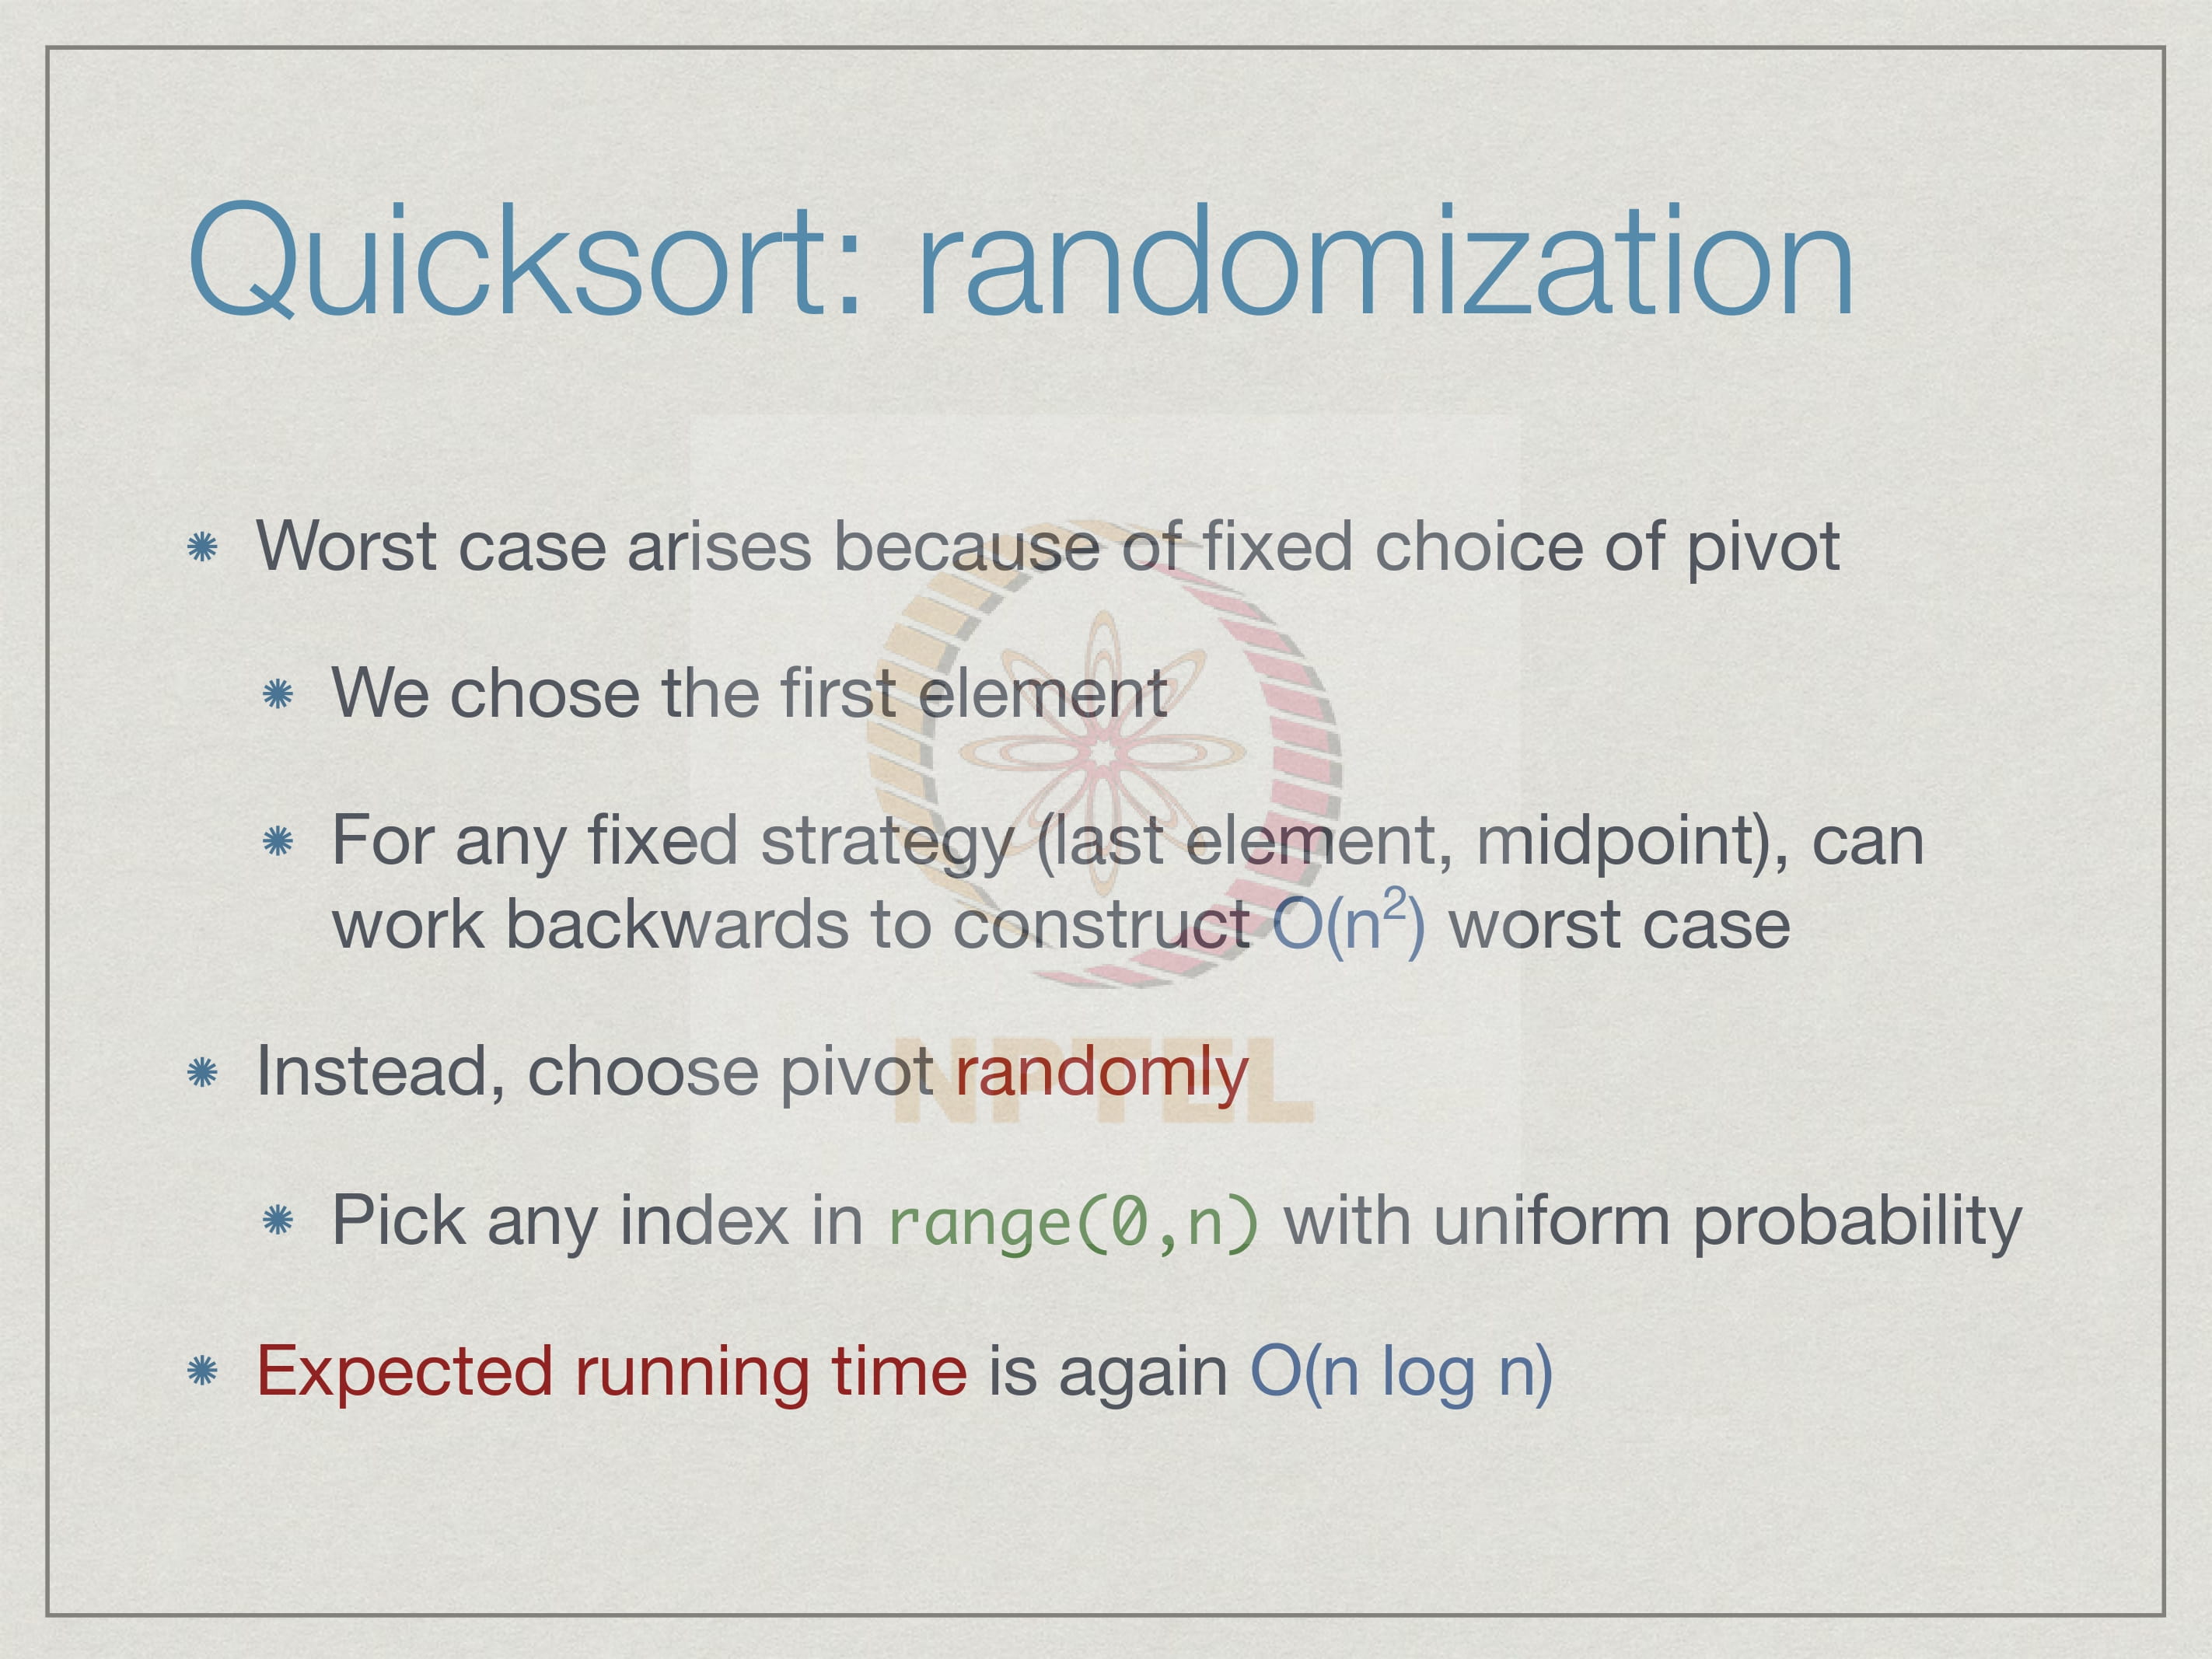 Quicksort: randomization
Worst case arises because of fixed choice of pivot
We chose the first element
For any fixed strategy (last element, midpoint), can
work backwards to construct O(n²) worst case
Instead, choose pivot randomly
NPTEL
Pick any index in range(0,n) with uniform probability
Expected running time is again O(n log n)